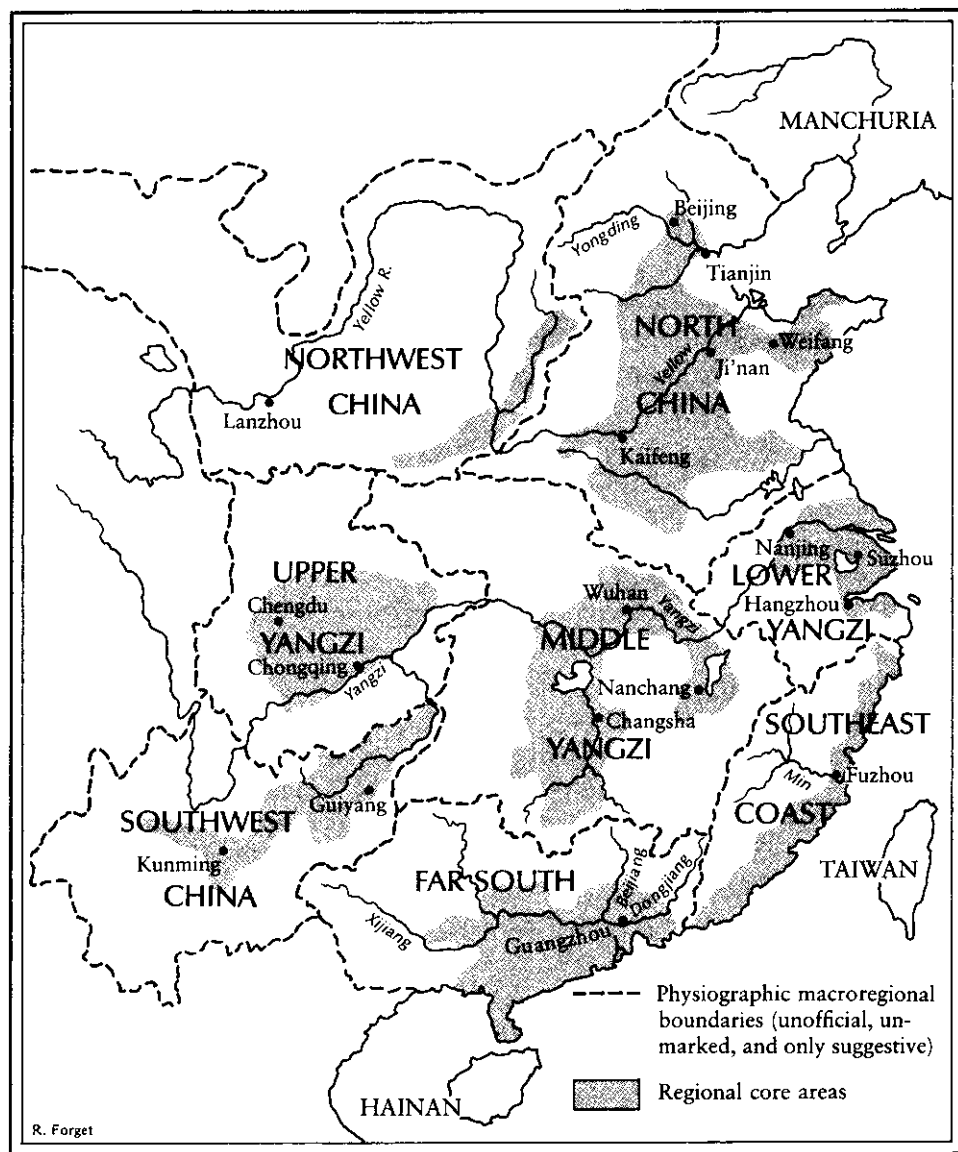 MANCHURIA
Beijing
Yongding
Tianjin
Yellow R.
NORTH
Weifang
NORTHWEST
Yellow
Ji'nan
CHINA
CHINA
Lanzhou
Kaifeng
Nanjing
Suzhou
UPPER
LOWER
Chengdu
Wuhan
Yangzi
Hangzhou
YANGZI
MIDDLE
YANGZI
Chongqing
Yangzi
Nanchang
Changsha
SOUTHEAST
YANGZI
Fuzhou
Min
Guiyang
COAST
SOUTHWEST
Kunming
TAIWAN
CHINA
FAR SOUTH
Beijiang
Dongjiang
Xijiang
Guangzhou
Physiographic macroregional
boundaries (unofficial, un-
marked, and only suggestive)
Regional core areas
HAINAN
R. Forget